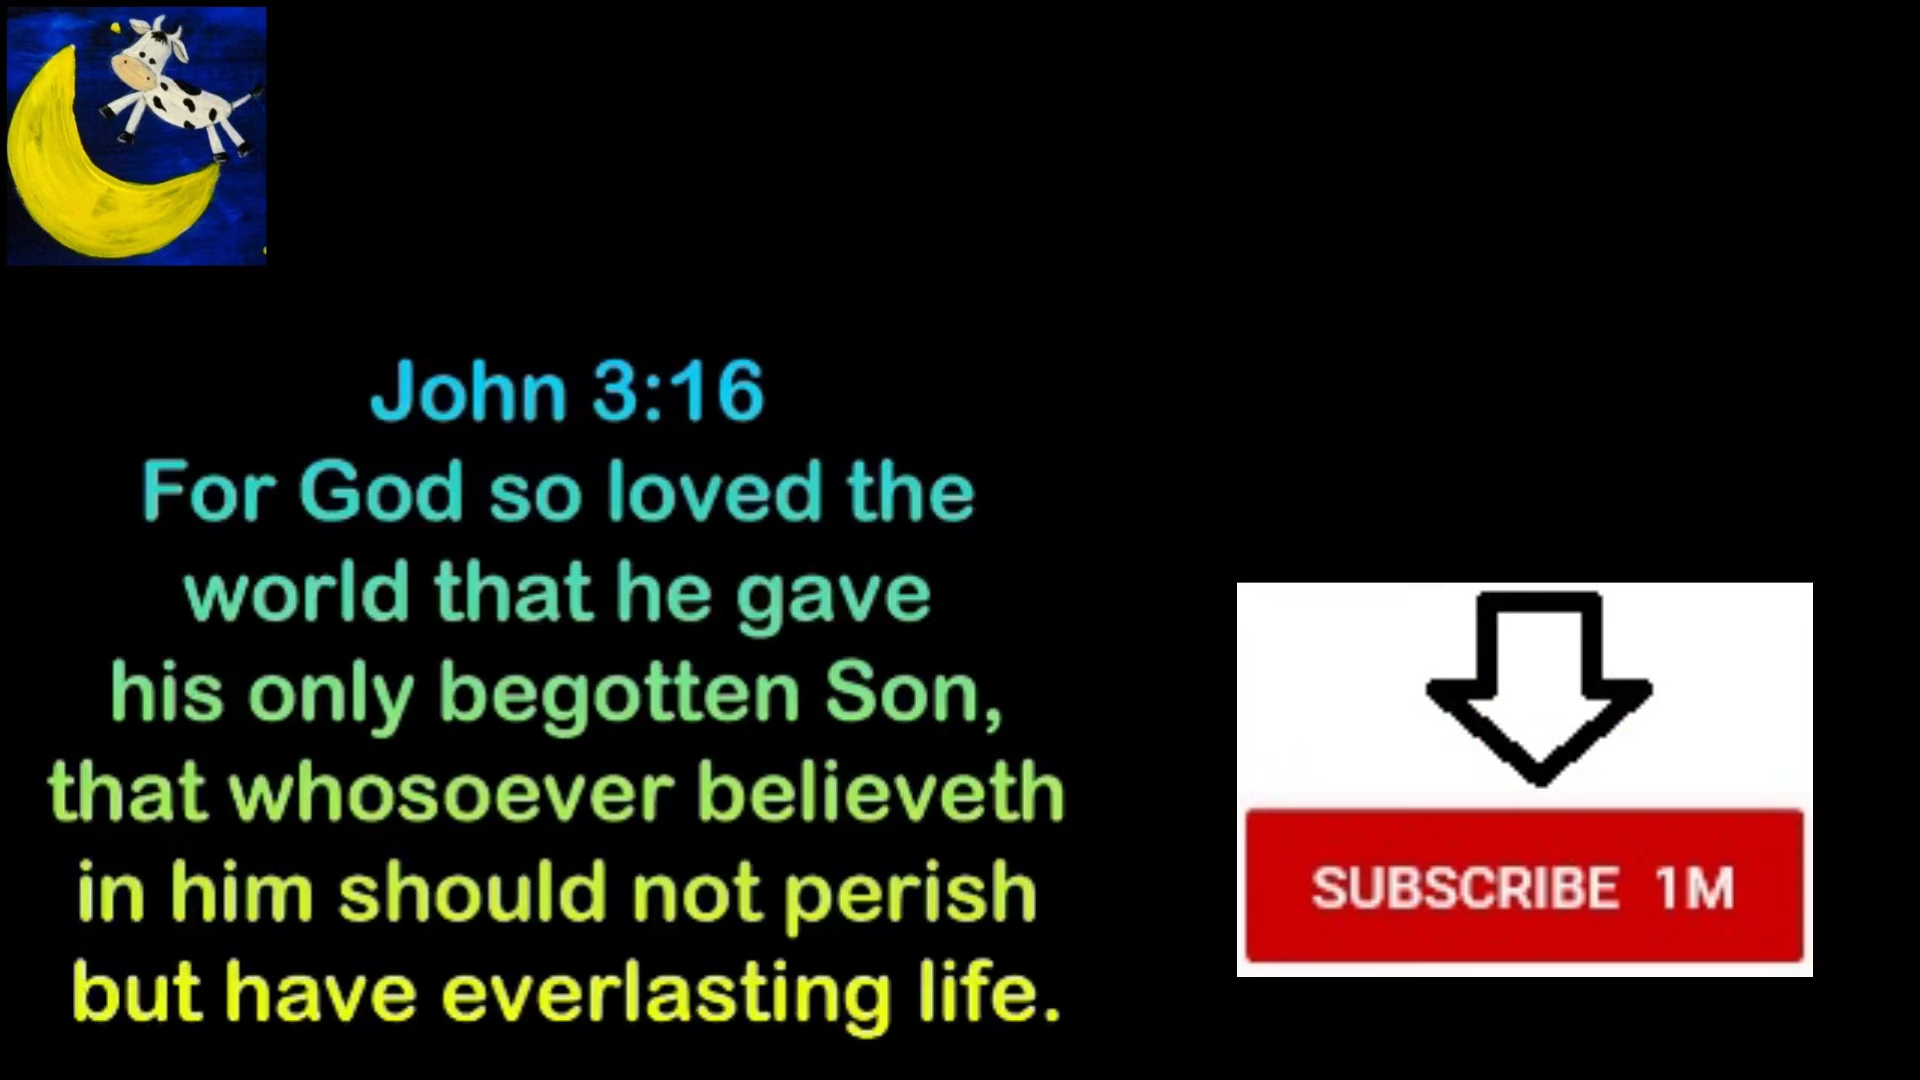 John 3:16
For God so loved the
world that he gave
his only begotten Son,
that whosoever believeth
in him should not perish
but have everlasting life.
SUBSCRIBE 1M